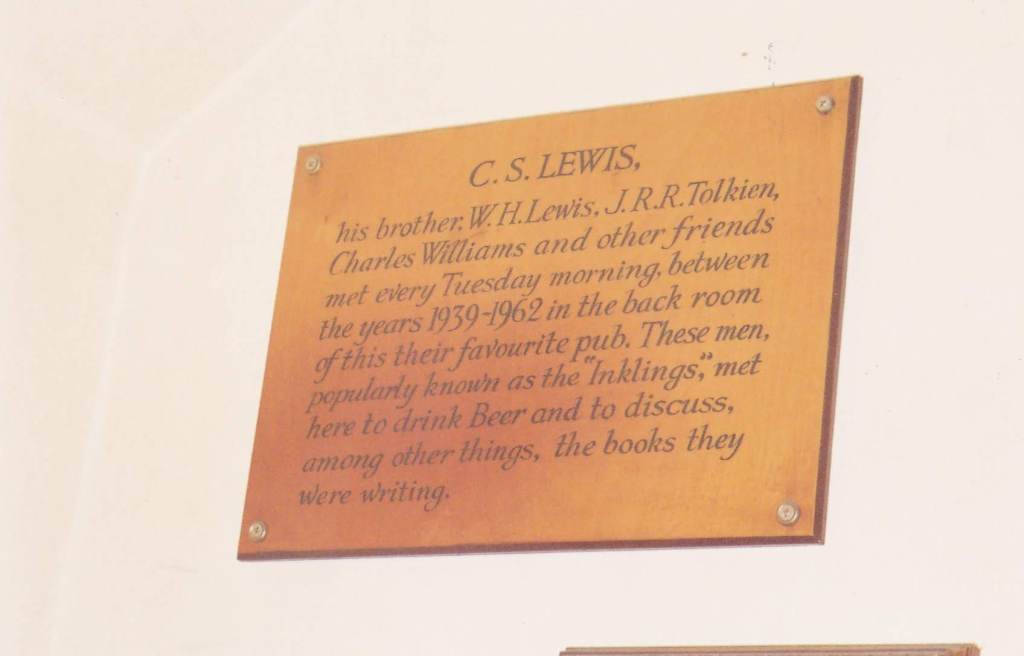 C. S. LEWIS,
his brother, W. H. Lewis, J. R. R. Tolkien,
Charles Williams and other friends
met every Tuesday morning, between
the years 1939-1962 in the back room
of this their favourite pub. These men,
popularly known as the "Inklings", met
here to drink Beer and to discuss,
among other things, the books they
were writing.